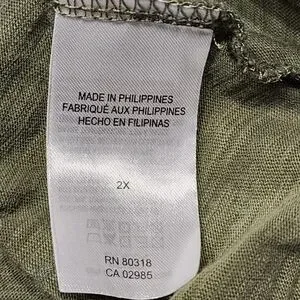 MADE IN PHILIPPINES
FABRIQUÉ AUX PHILIPPINES
HECHO EN FILIPINAS
2X
RN 80318
CA 02985